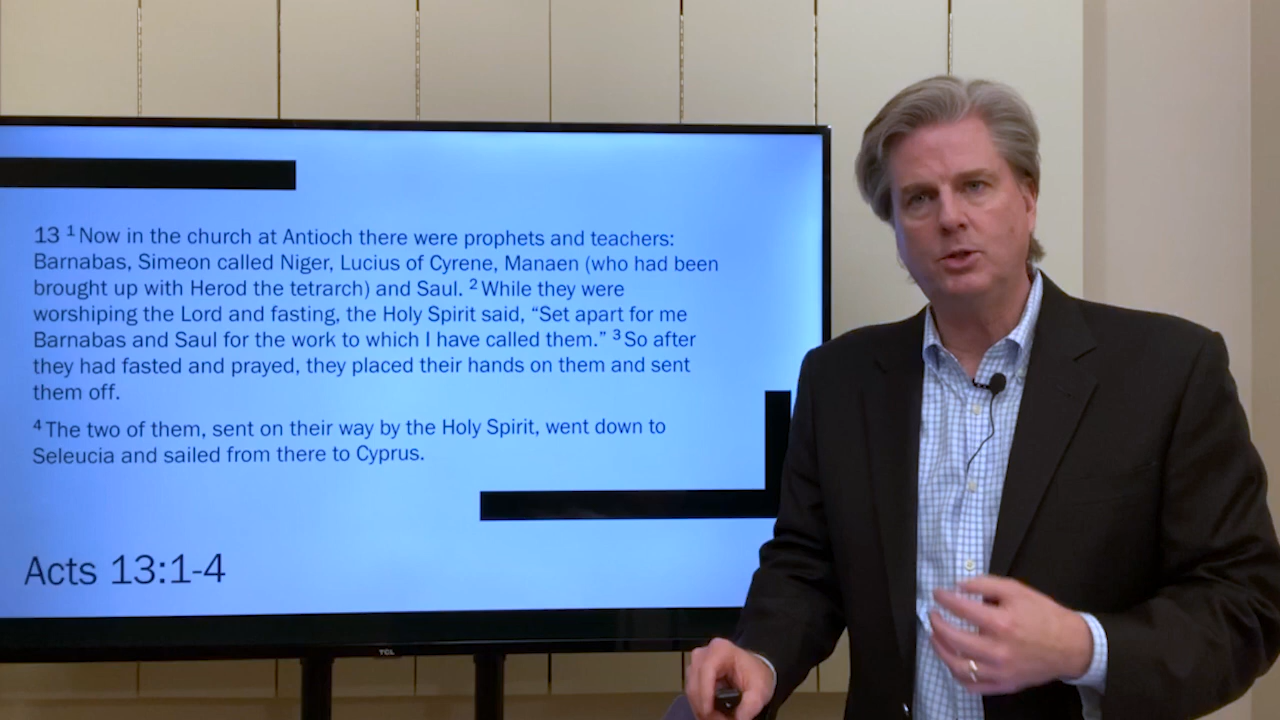 13 ¹ Now in the church at Antioch there were prophets and teachers:
Barnabas, Simeon called Niger, Lucius of Cyrene, Manaen (who had been
brought up with Herod the tetrarch) and Saul. ² While they were
worshiping the Lord and fasting, the Holy Spirit said, “Set apart for me
Barnabas and Saul for the work to which I have called them.” ³ So after
they had fasted and prayed, they placed their hands on them and sent
them off.
⁴ The two of them, sent on their way by the Holy Spirit, went down to
Seleucia and sailed from there to Cyprus.
Acts 13:1-4
TCL